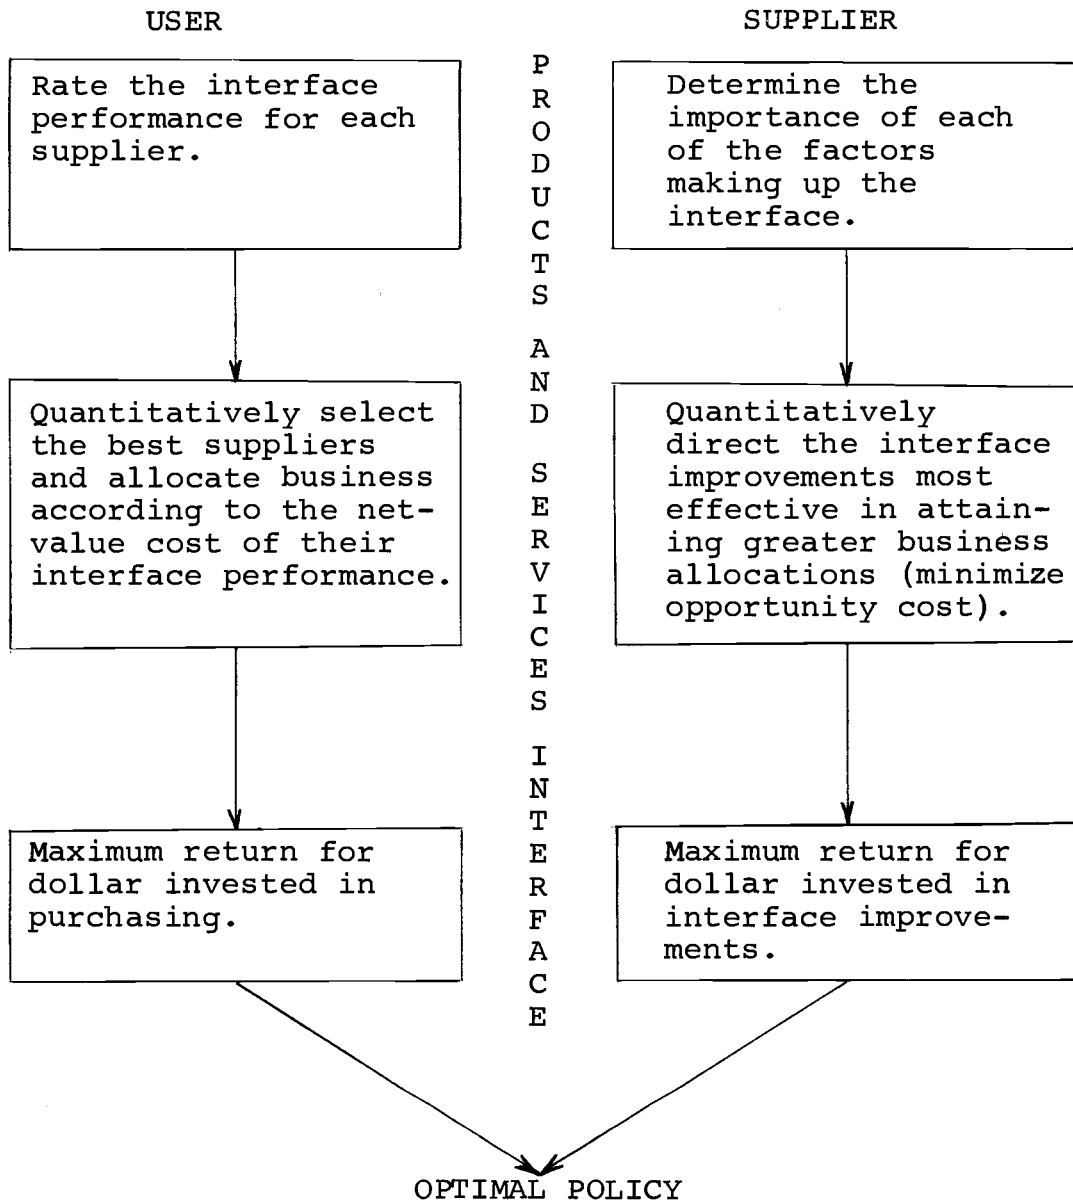 USER
Rate the interface
performance for each
supplier.
Quantitatively select
the best suppliers
and allocate business
according to the net-
value cost of their
interface performance.
Maximum return for
dollar invested in
purchasing.
PRODUCTS AND SERVICES INTERFACE
SUPPLIER
Determine the
importance of each
of the factors
making up the
interface.
Quantitatively
direct the interface
improvements most
effective in attain-
ing greater business
allocations (minimize
opportunity cost).
Maximum return for
dollar invested in
interface improve-
ments.
OPTIMAL POLICY